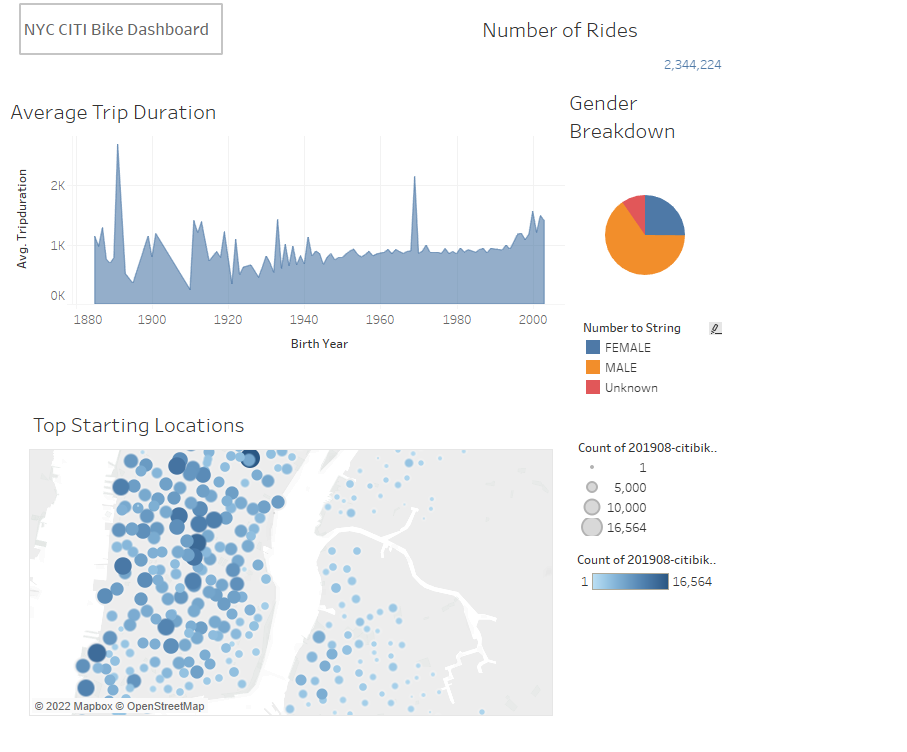 NYC CITI Bike Dashboard
Number of Rides
2,344,224
Average Trip Duration
Gender
Breakdown
Avg. Tripduration
2K
1K
0K
1880 1900 1920 1940 1960 1980 2000
Birth Year
Number to String
FEMALE
MALE
Unknown
Top Starting Locations
Count of 201908-citibik..
1
5,000
10,000
16,564
Count of 201908-citibik..
1 16,564
© 2022 Mapbox © OpenStreetMap